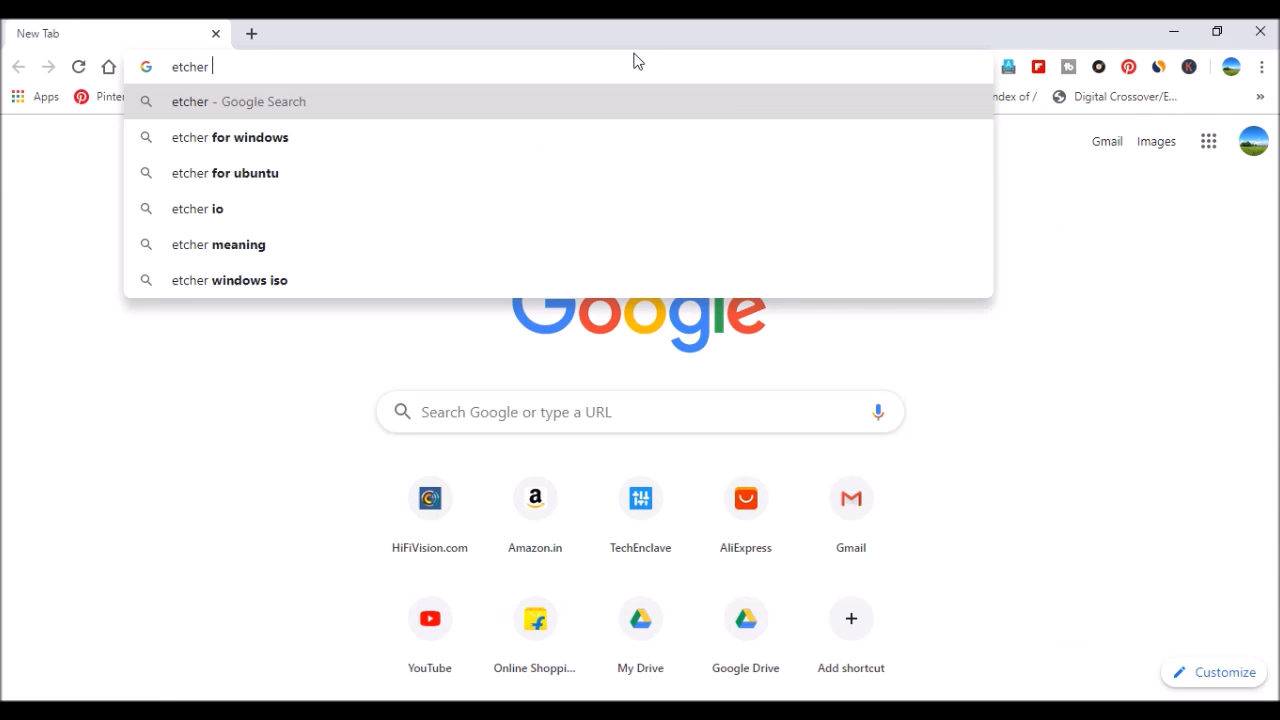 New Tab
etcher
etcher - Google Search
etcher for windows
etcher for ubuntu
etcher io
etcher meaning
etcher windows iso
Apps
Pinter
ndex of /
Digital Crossover/E...
»
Gmail
Images
Google
Search Google or type a URL
HiFiVision.com
Amazon.in
TechEnclave
AliExpress
Gmail
YouTube
Online Shoppi...
My Drive
Google Drive
Add shortcut
Customize